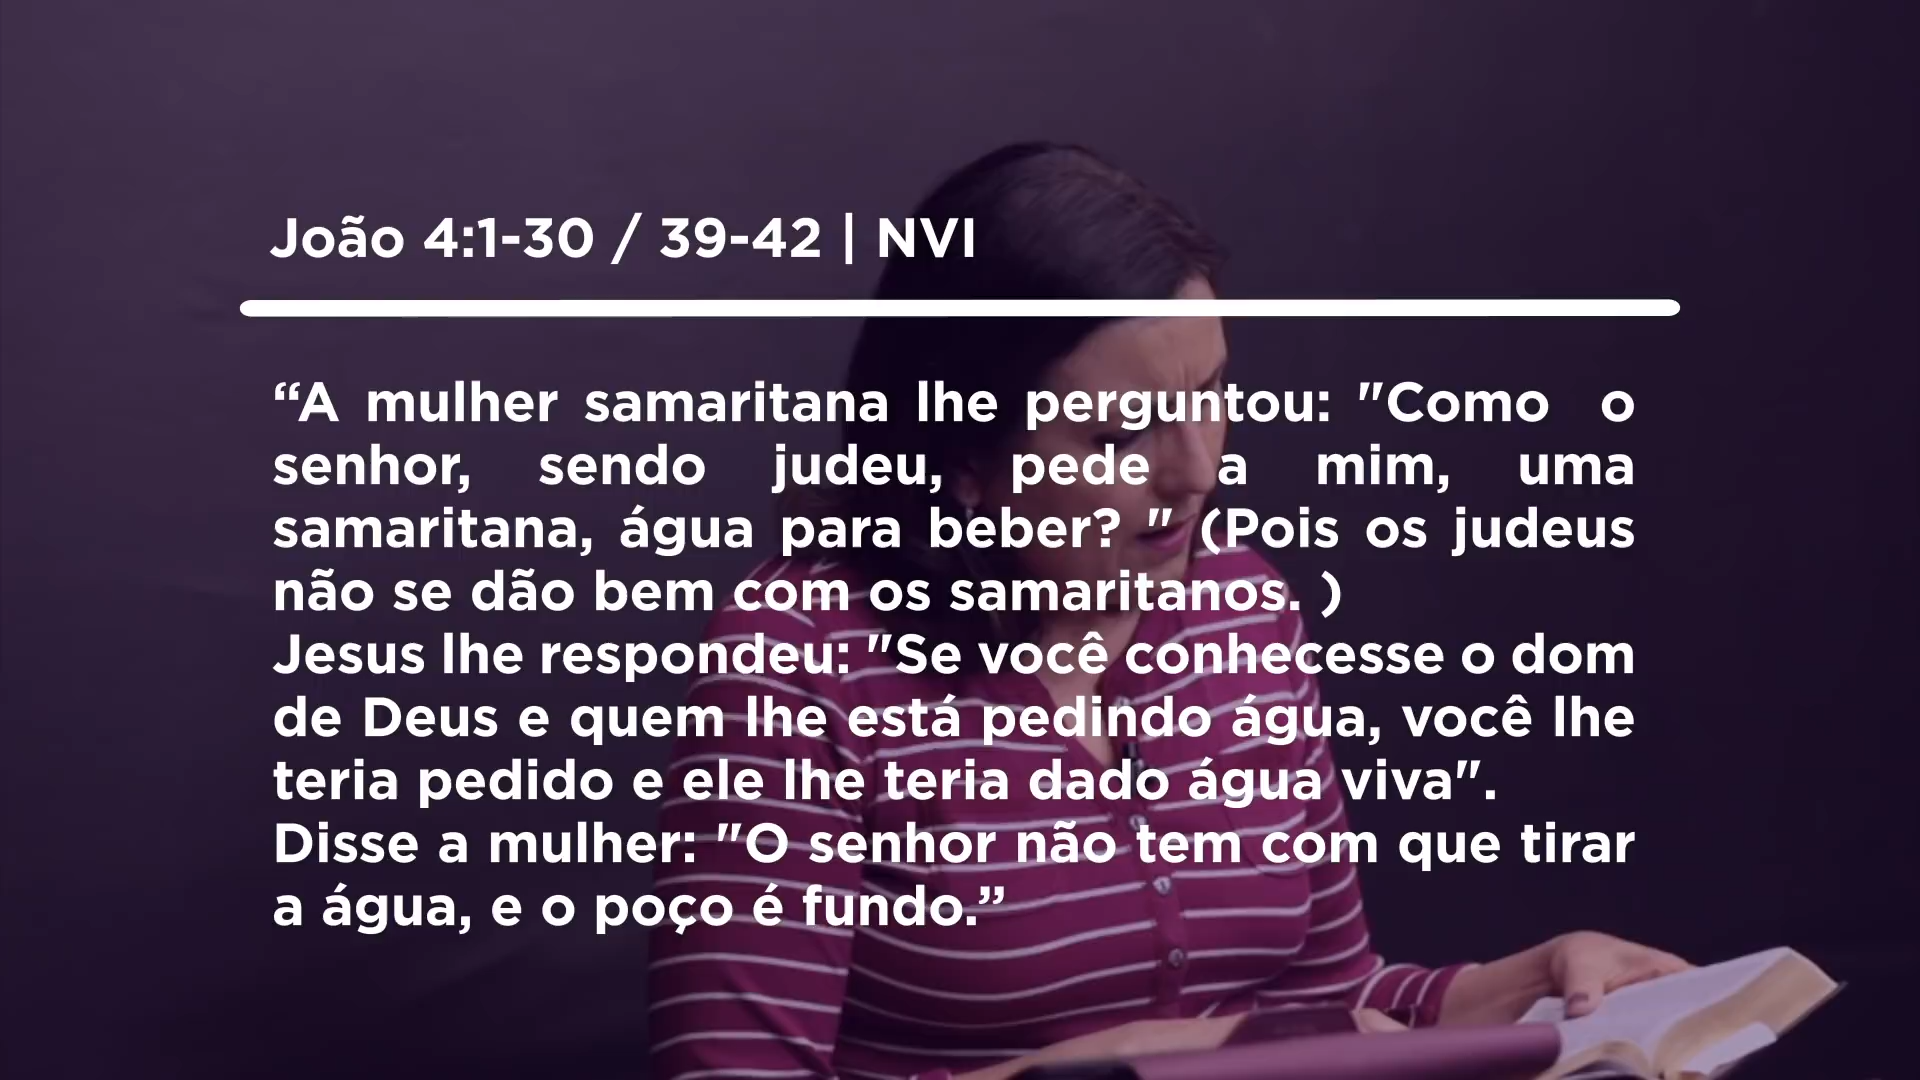 João 4:1-30 / 39-42 | NVI
“A mulher samaritana lhe perguntou: "Como o
senhor, sendo judeu, pede a mim, uma
samaritana, água para beber? " (Pois os judeus
não se dão bem com os samaritanos. )
Jesus lhe respondeu: "Se você conhecesse o dom
de Deus e quem lhe está pedindo água, você lhe
teria pedido e ele lhe teria dado água viva".
Disse a mulher: "O senhor não tem com que tirar
a água, e o poço é fundo.”